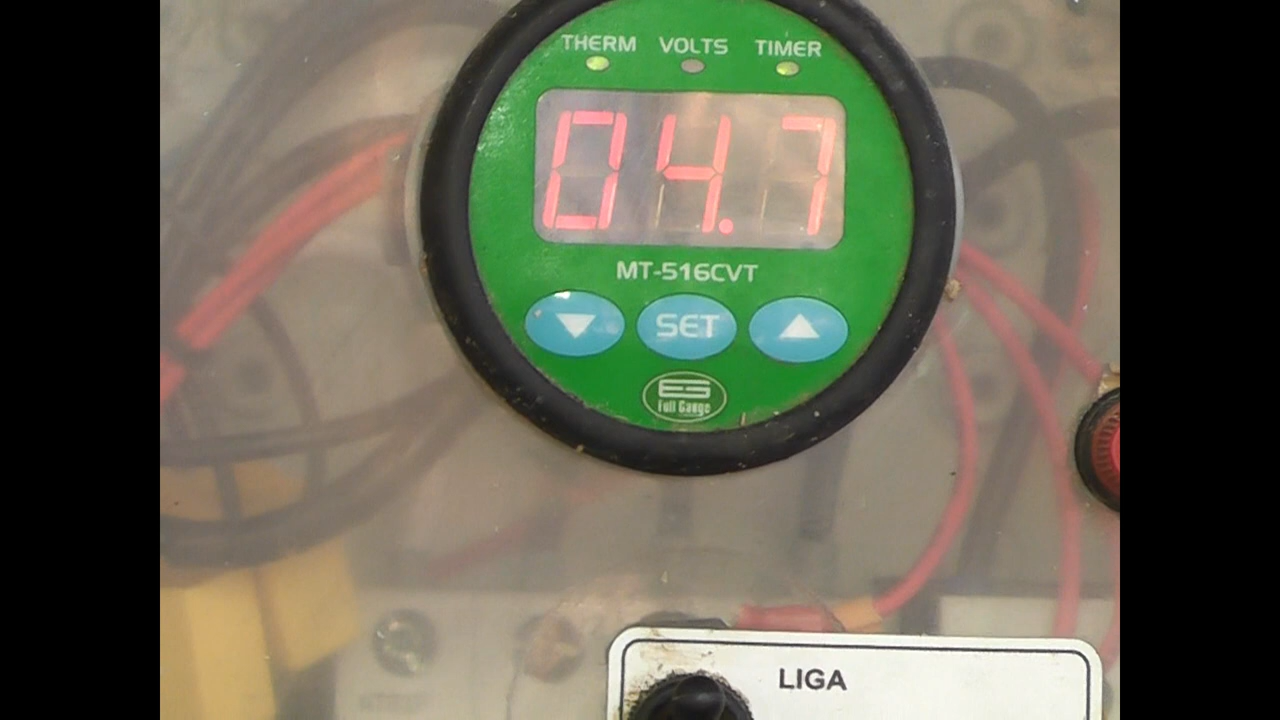 THERM VOLTS TIMER
04.7
MT-516CVT
SET
Full Gauge
LIGA